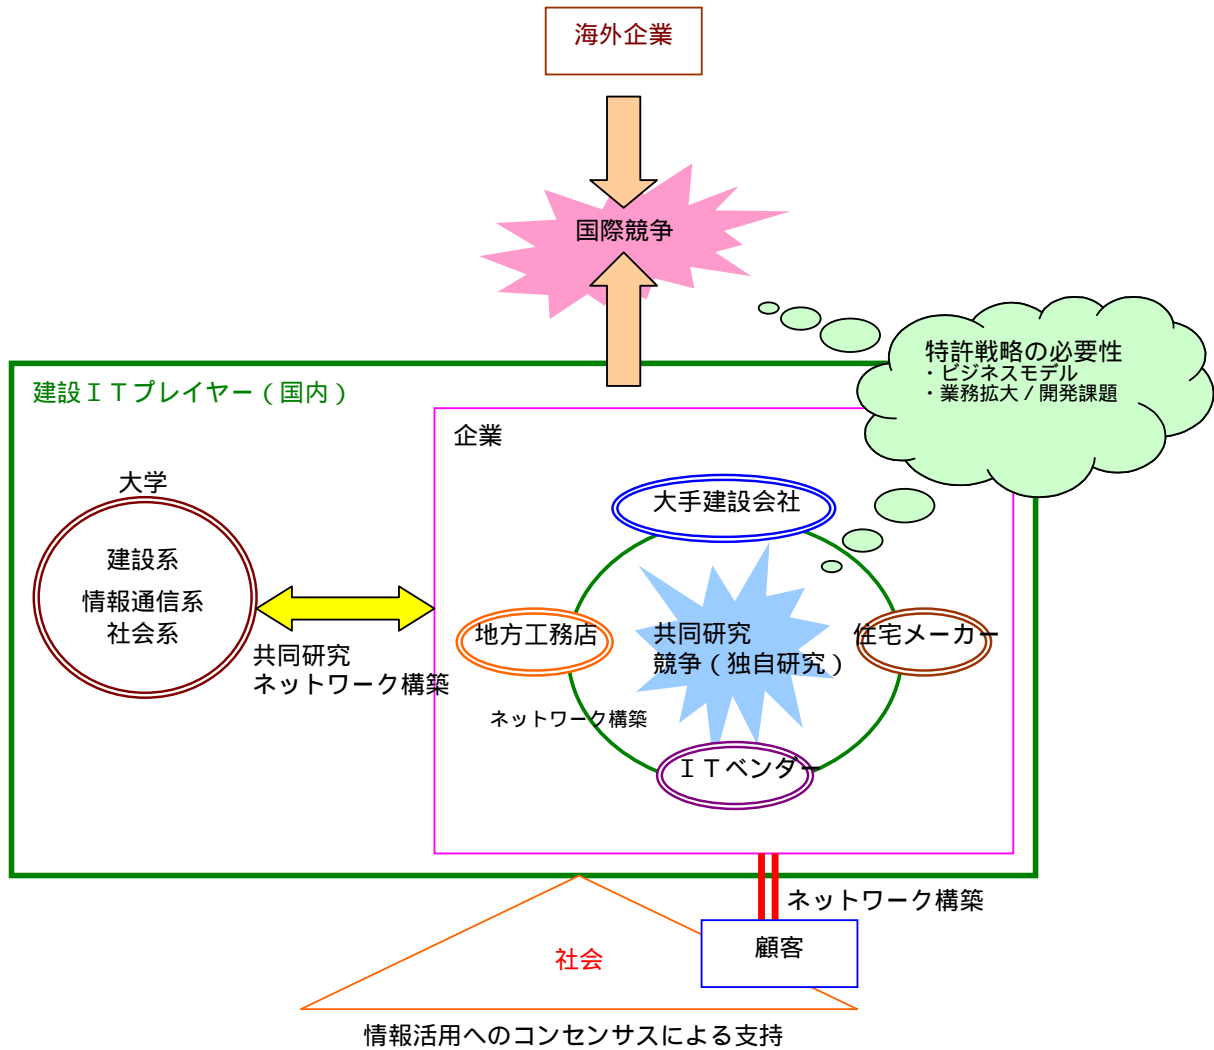 海外企業
国際競争
特許戦略の必要性
・ビジネスモデル
・業務拡大／開発課題
建設ＩＴプレイヤー（国内）
企業
大学
建設系
情報通信系
社会系
共同研究
ネットワーク構築
大手建設会社
地方工務店
共同研究
競争（独自研究）
住宅メーカー
ネットワーク構築
ＩＴベンダー
ネットワーク構築
顧客
社会
情報活用へのコンセンサスによる支持